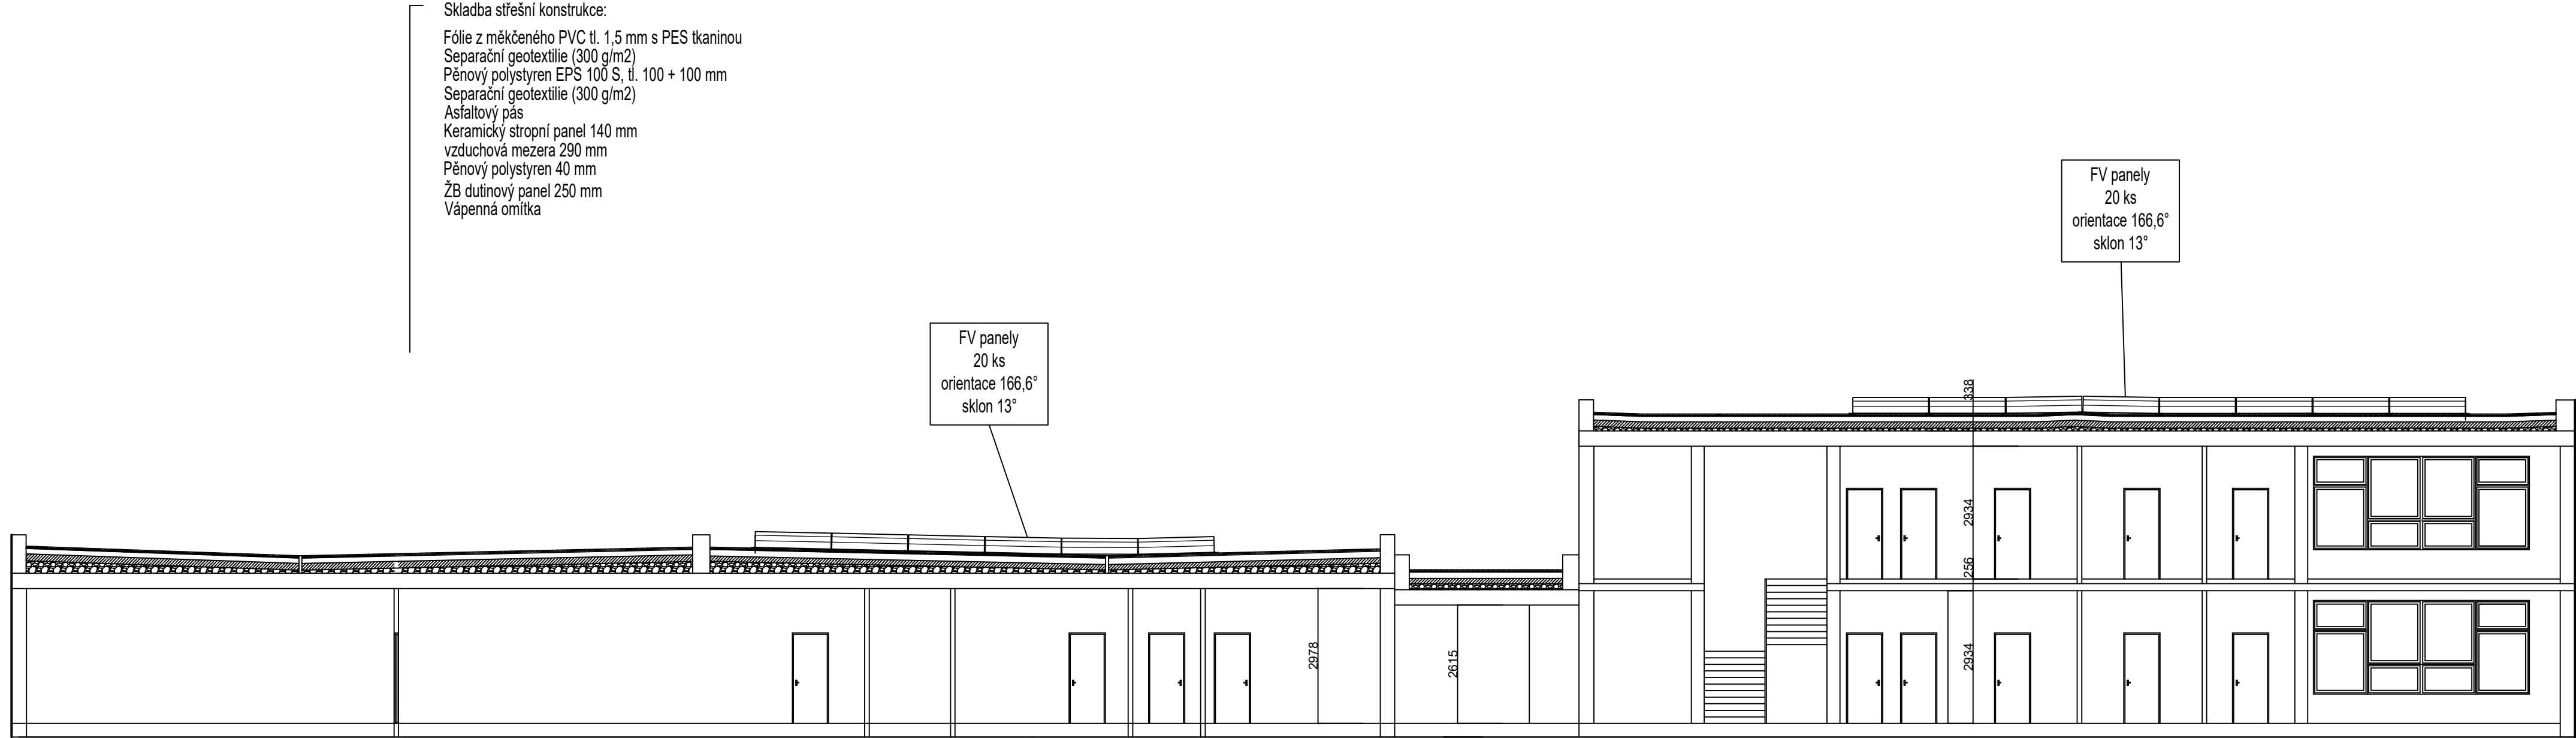 Skladba střešní konstrukce:
Fólie z měkčeného PVC tl. 1,5 mm s PES tkaninou
Separační geotextilie (300 g/m2)
Pěnový polystyren EPS 100 S, tl. 100 + 100 mm
Separační geotextilie (300 g/m2)
Asfaltový pás
Keramický stropní panel 140 mm
vzduchová mezera 290 mm
Pěnový polystyren 40 mm
ŽB dutinový panel 250 mm
Vápenná omítka
FV panely
20 ks
orientace 166,6°
sklon 13°
FV panely
20 ks
orientace 166,6°
sklon 13°
338
2934
256
2934
2978
2615